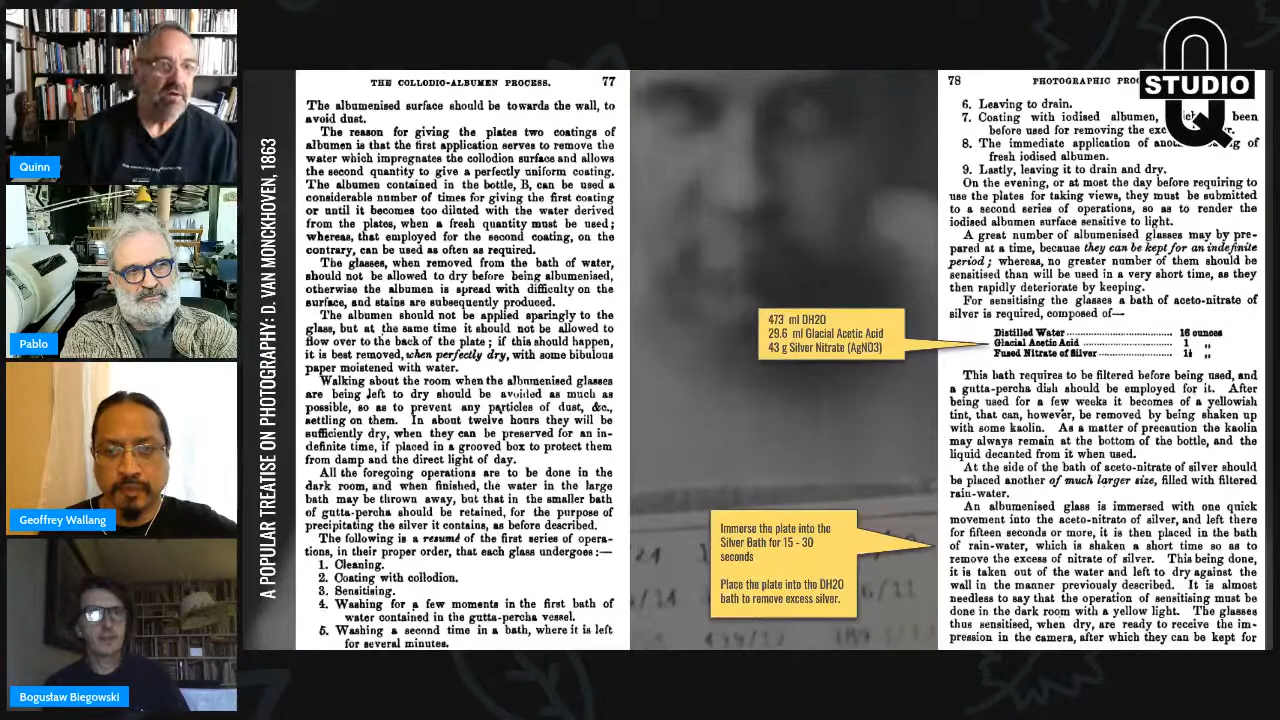 Quinn
Pablo
Geoffrey Wallang
Bogusław Biegowski
A POPULAR TREATISE ON PHOTOGRAPHY: D. VAN MONCKHOVEN, 1863
THE COLLODIO-ALBUMEN PROCESS. 77
The albumenised surface should be towards the wall, to
avoid dust.
The reason for giving the plates two coatings of
albumen is that the first application serves to remove the
water which impregnates the collodion surface and allows
the second quantity to give a perfectly uniform coating.
The albumen contained in the bottle, B, can be used a
considerable number of times for giving the first coating
or until it becomes too diluted with the water derived
from the plates, when a fresh quantity must be used;
whereas, that employed for the second coating, on the
contrary, can be used as often as required.
The glasses, when removed from the bath of water,
should not be allowed to dry before being albumenised,
otherwise the albumen is spread with difficulty on the
surface, and stains are subsequently produced.
The albumen should not be applied sparingly to the
glass, but at the same time it should not be allowed to
flow over to the back of the plate; if this should happen,
it is best removed, when perfectly dry, with some bibulous
paper moistened with water.
Walking about the room when the albumenised glasses
are being left to dry should be avoided as much as
possible, so as to prevent any particles of dust, &c.,
settling on them. In about twelve hours they will be
sufficiently dry, when they can be preserved for an in-
definite time, if placed in a grooved box to protect them
from damp and the direct light of day.
All the foregoing operations are to be done in the
dark room, and when finished, the water in the large
bath may be thrown away, but that in the smaller bath
of gutta-percha should be retained, for the purpose of
precipitating the silver it contains, as before described.
The following is a resumé of the first series of opera-
tions, in their proper order, that each glass undergoes:—
1. Cleaning.
2. Coating with collodion.
3. Sensitising.
4. Washing for a few moments in the first bath of
water contained in the gutta-percha vessel.
5. Washing a second time in a bath, where it is left
for several minutes.
473 ml DH2O
29.6 ml Glacial Acetic Acid
43 g Silver Nitrate (AgNO3)
Immerse the plate into the
Silver Bath for 15 - 30
seconds
Place the plate into the DH2O
bath to remove excess silver.
STUDIO
Q
78 PHOTOGRAPHIC
6. Leaving to drain.
7. Coating with iodised albumen, been
before used for removing the
8. The immediate application of of
fresh iodised albumen.
9. Lastly, leaving it to drain and dry.
On the evening, or at most the day before requiring to
use the plates for taking views, they must be submitted
to a second series of operations, so as to render the
iodised albumen surface sensitive to light.
A great number of albumenised glasses may by pre-
pared at a time, because they can be kept for an indefinite
period; whereas, no greater number of them should be
sensitised than will be used in a very short time, as they
then rapidly deteriorate by keeping.
For sensitising the glasses a bath of aceto-nitrate of
silver is required, composed of—
Distilled Water 16 ounces
Glacial Acetic Acid 1 „
Fused Nitrate of Silver 1½ „
This bath requires to be filtered before being used, and
a gutta-percha dish should be employed for it. After
being used for a few weeks it becomes of a yellowish
tint, that can, however, be removed by being shaken up
with some kaolin. As a matter of precaution the kaolin
may always remain at the bottom of the bottle, and the
liquid decanted from it when used.
At the side of the bath of aceto-nitrate of silver should
be placed another of much larger size, filled with filtered
rain-water.
An albumenised glass is immersed with one quick
movement into the aceto-nitrate of silver, and left there
for fifteen seconds or more, it is then placed in the bath
of rain-water, which is shaken a short time so as to
remove the excess of nitrate of silver. This being done,
it is taken out of the water and left to dry against the
wall in the manner previously described. It is almost
needless to say that the operation of sensitising must be
done in the dark room with a yellow light. The glasses
thus sensitised, when dry, are ready to receive the im-
pression in the camera, after which they can be kept for